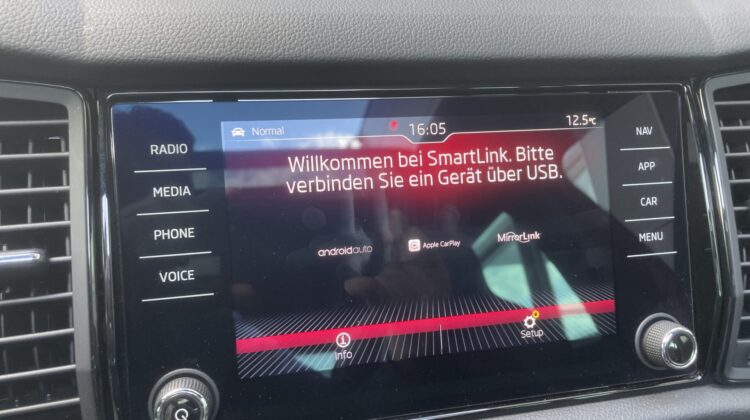 Normal
16:05
12.5°C
Willkommen bei SmartLink. Bitte
verbinden Sie ein Gerät über USB.
androidauto
Apple CarPlay
MirrorLink
Info
Setup
RADIO
MEDIA
PHONE
VOICE
NAV
APP
CAR
MENU